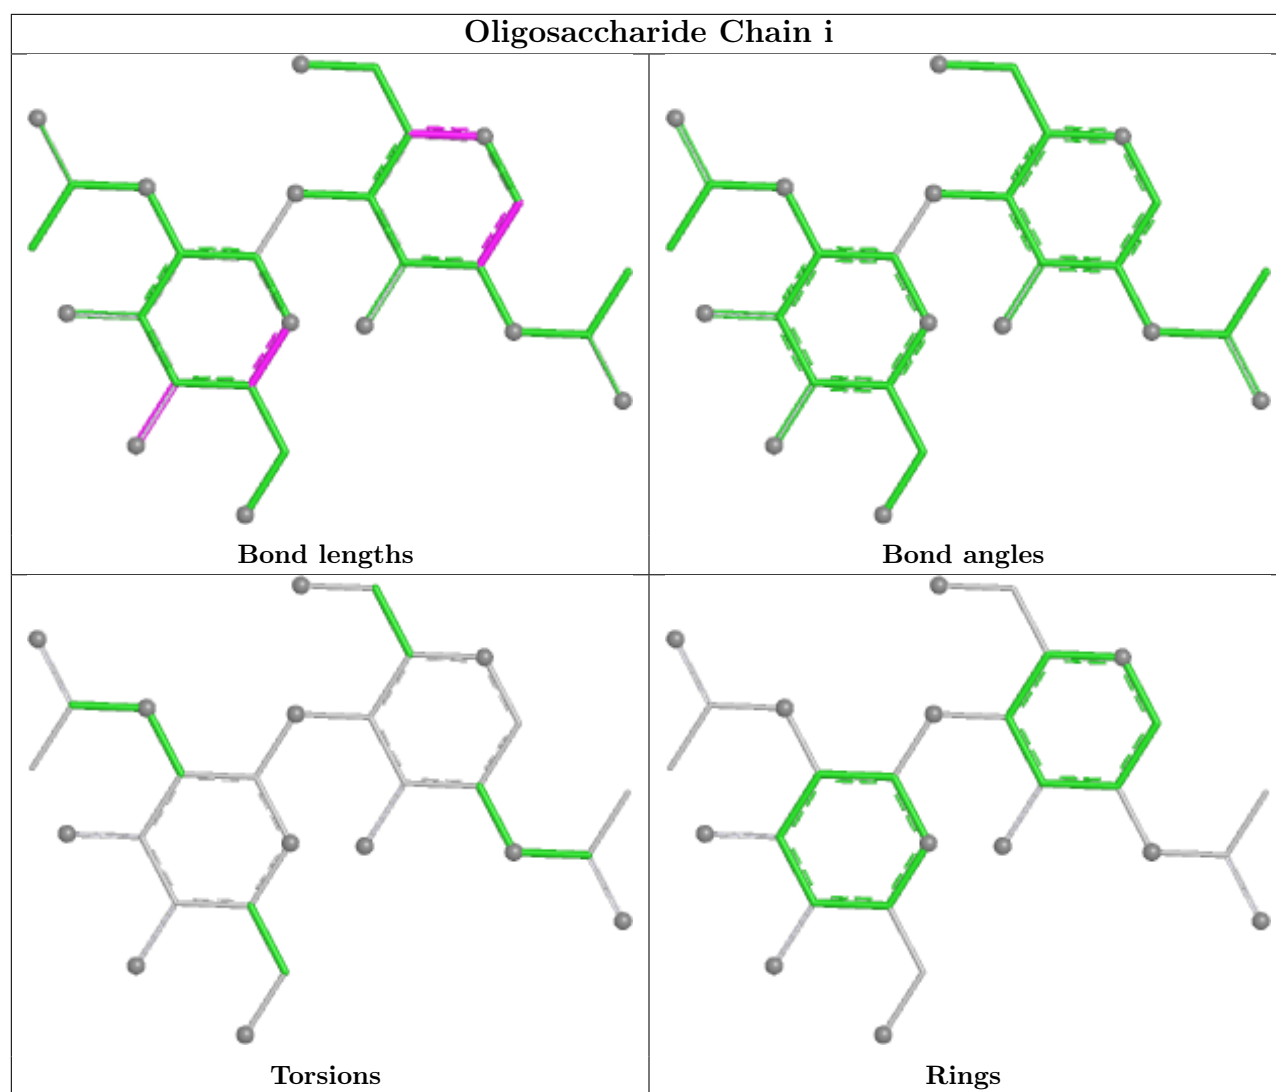 Oligosaccharide Chain i
Bond lengths
Bond angles
Torsions
Rings